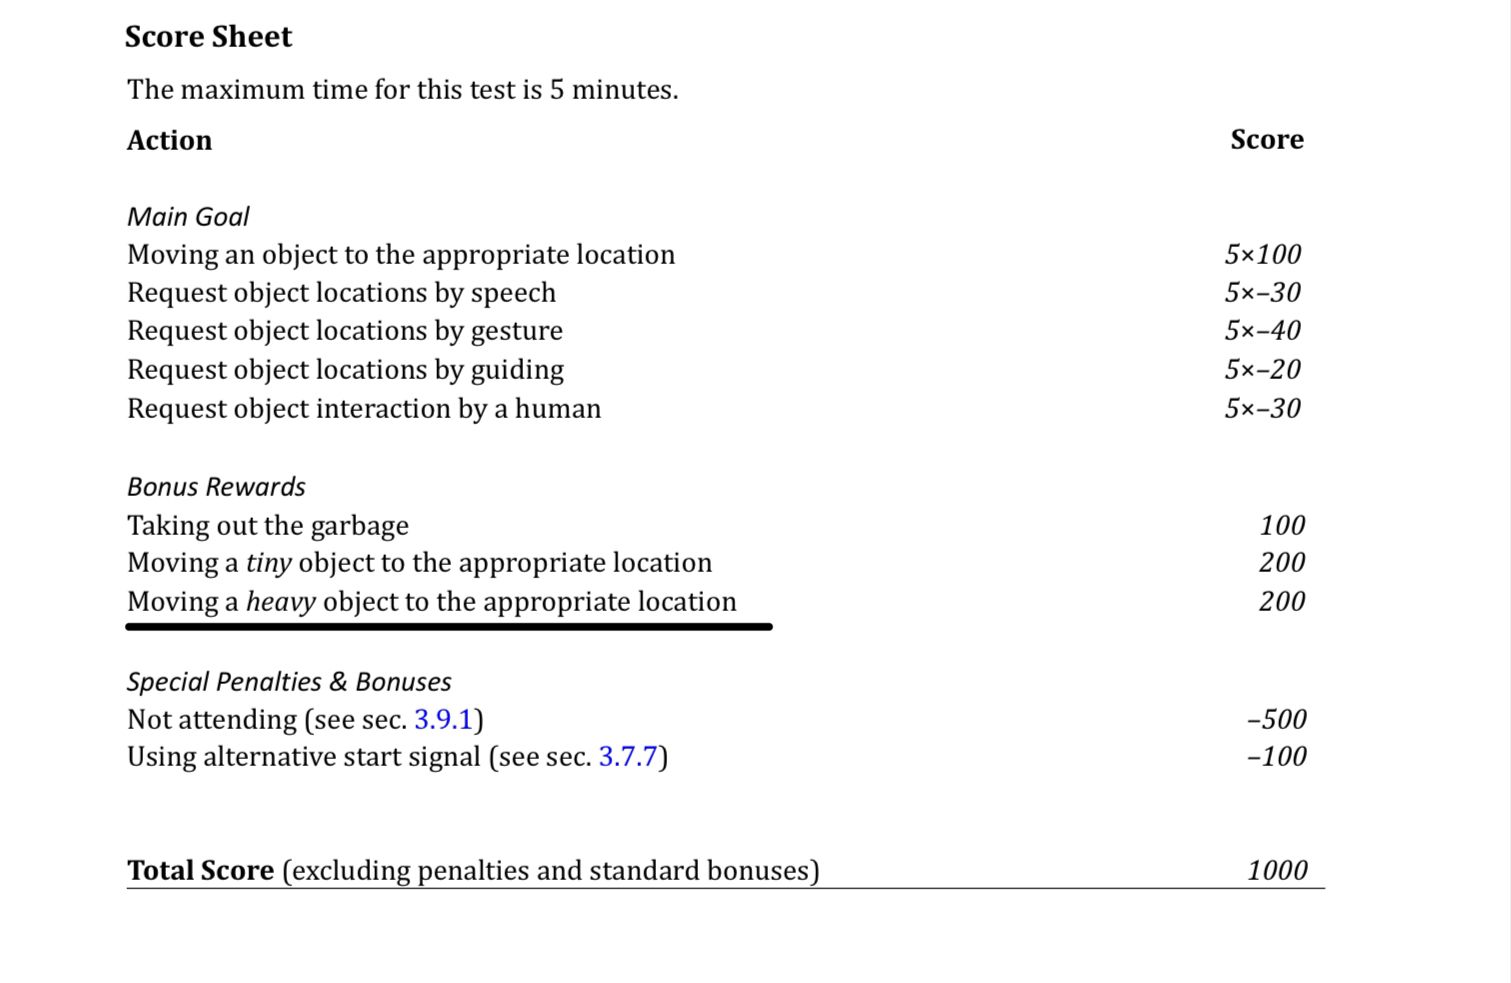 Score Sheet
The maximum time for this test is 5 minutes.
Action Score
Main Goal
Moving an object to the appropriate location 5×100
Request object locations by speech 5×–30
Request object locations by gesture 5×–40
Request object locations by guiding 5×–20
Request object interaction by a human 5×–30
Bonus Rewards
Taking out the garbage 100
Moving a tiny object to the appropriate location 200
Moving a heavy object to the appropriate location 200
Special Penalties & Bonuses
Not attending (see sec. 3.9.1) –500
Using alternative start signal (see sec. 3.7.7) –100
Total Score (excluding penalties and standard bonuses) 1000